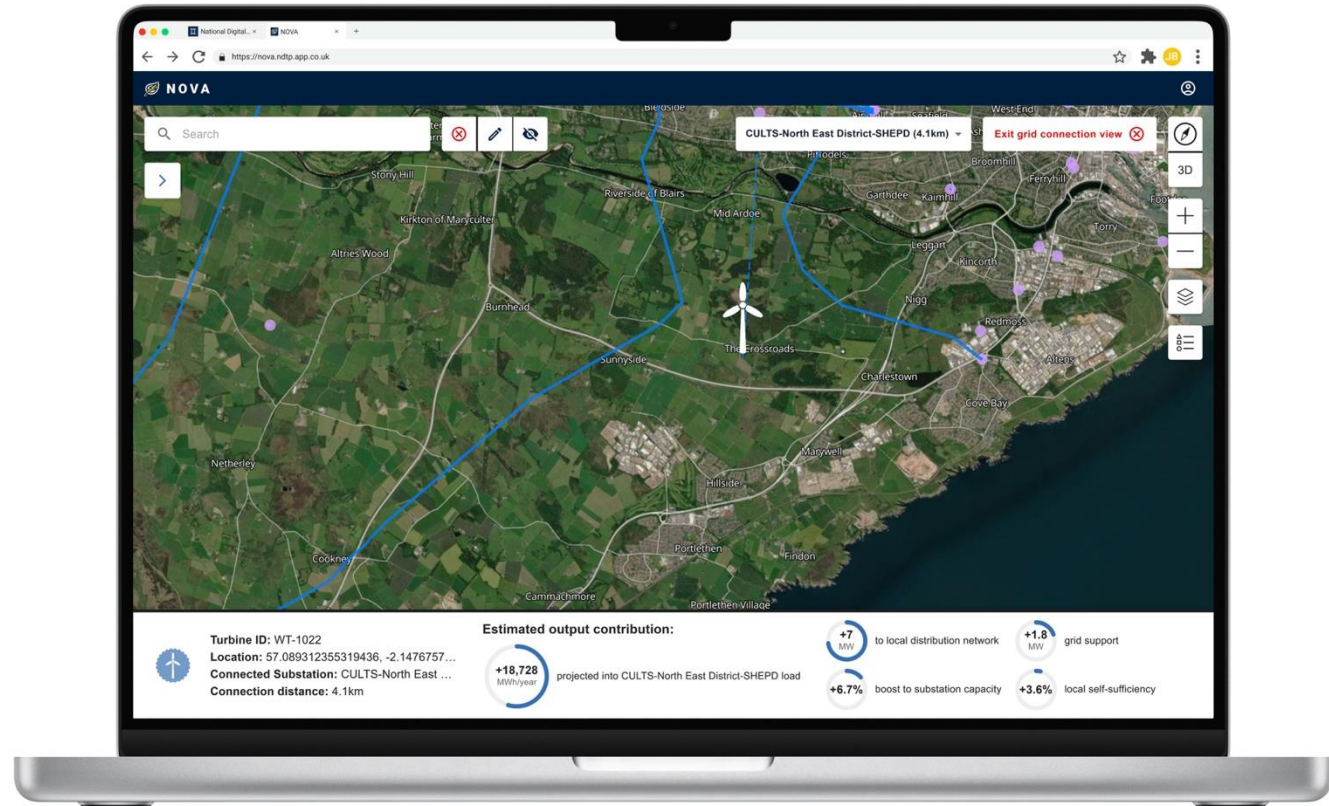 National Digital...
NOVA
https://nova.ndtp.app.co.uk
JB
NOVA
Search
CULTS-North East District-SHEPD (4.1km)
Exit grid connection view
3D
Bieldside
West End
Pitfodels
Broomhill
Ferryhill
Garthdee
Kaimhill
Torry
Stony Hill
Riverside of Blairs
Mid Ardoe
Kirkton of Maryculter
Altries Wood
Leggart
Kincorth
Burnhead
Nigg
Redmoss
The Crossroads
Altens
Sunnyside
Charlestown
Cove Bay
Marywell
Netherley
Hillside
Portlethen
Findon
Cookney
Cammachmore
Portlethen Village
Turbine ID: WT-1022
Location: 57.089312355319436, -2.1476757...
Connected Substation: CULTS-North East ...
Connection distance: 4.1km
Estimated output contribution:
+18,728
MWh/year
projected into CULTS-North East District-SHEPD load
+7
MW
to local distribution network
+1.8
MW
grid support
+6.7%
boost to substation capacity
+3.6%
local self-sufficiency